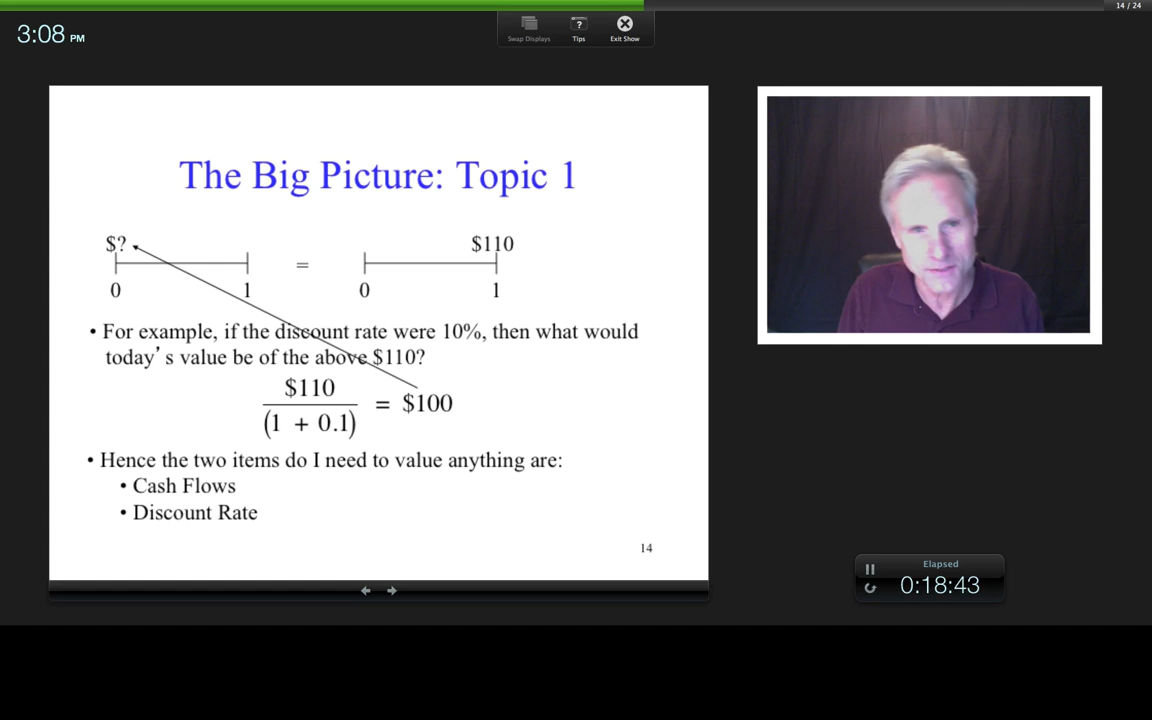 14 / 24
3:08 PM
Swap Displays
Tips
Exit Show
The Big Picture: Topic 1
$?
$110
=
0
1
0
1
• For example, if the discount rate were 10%, then what would
today’s value be of the above $110?
$110
(1 + 0.1)
= $100
• Hence the two items do I need to value anything are:
• Cash Flows
• Discount Rate
14
Elapsed
0:18:43